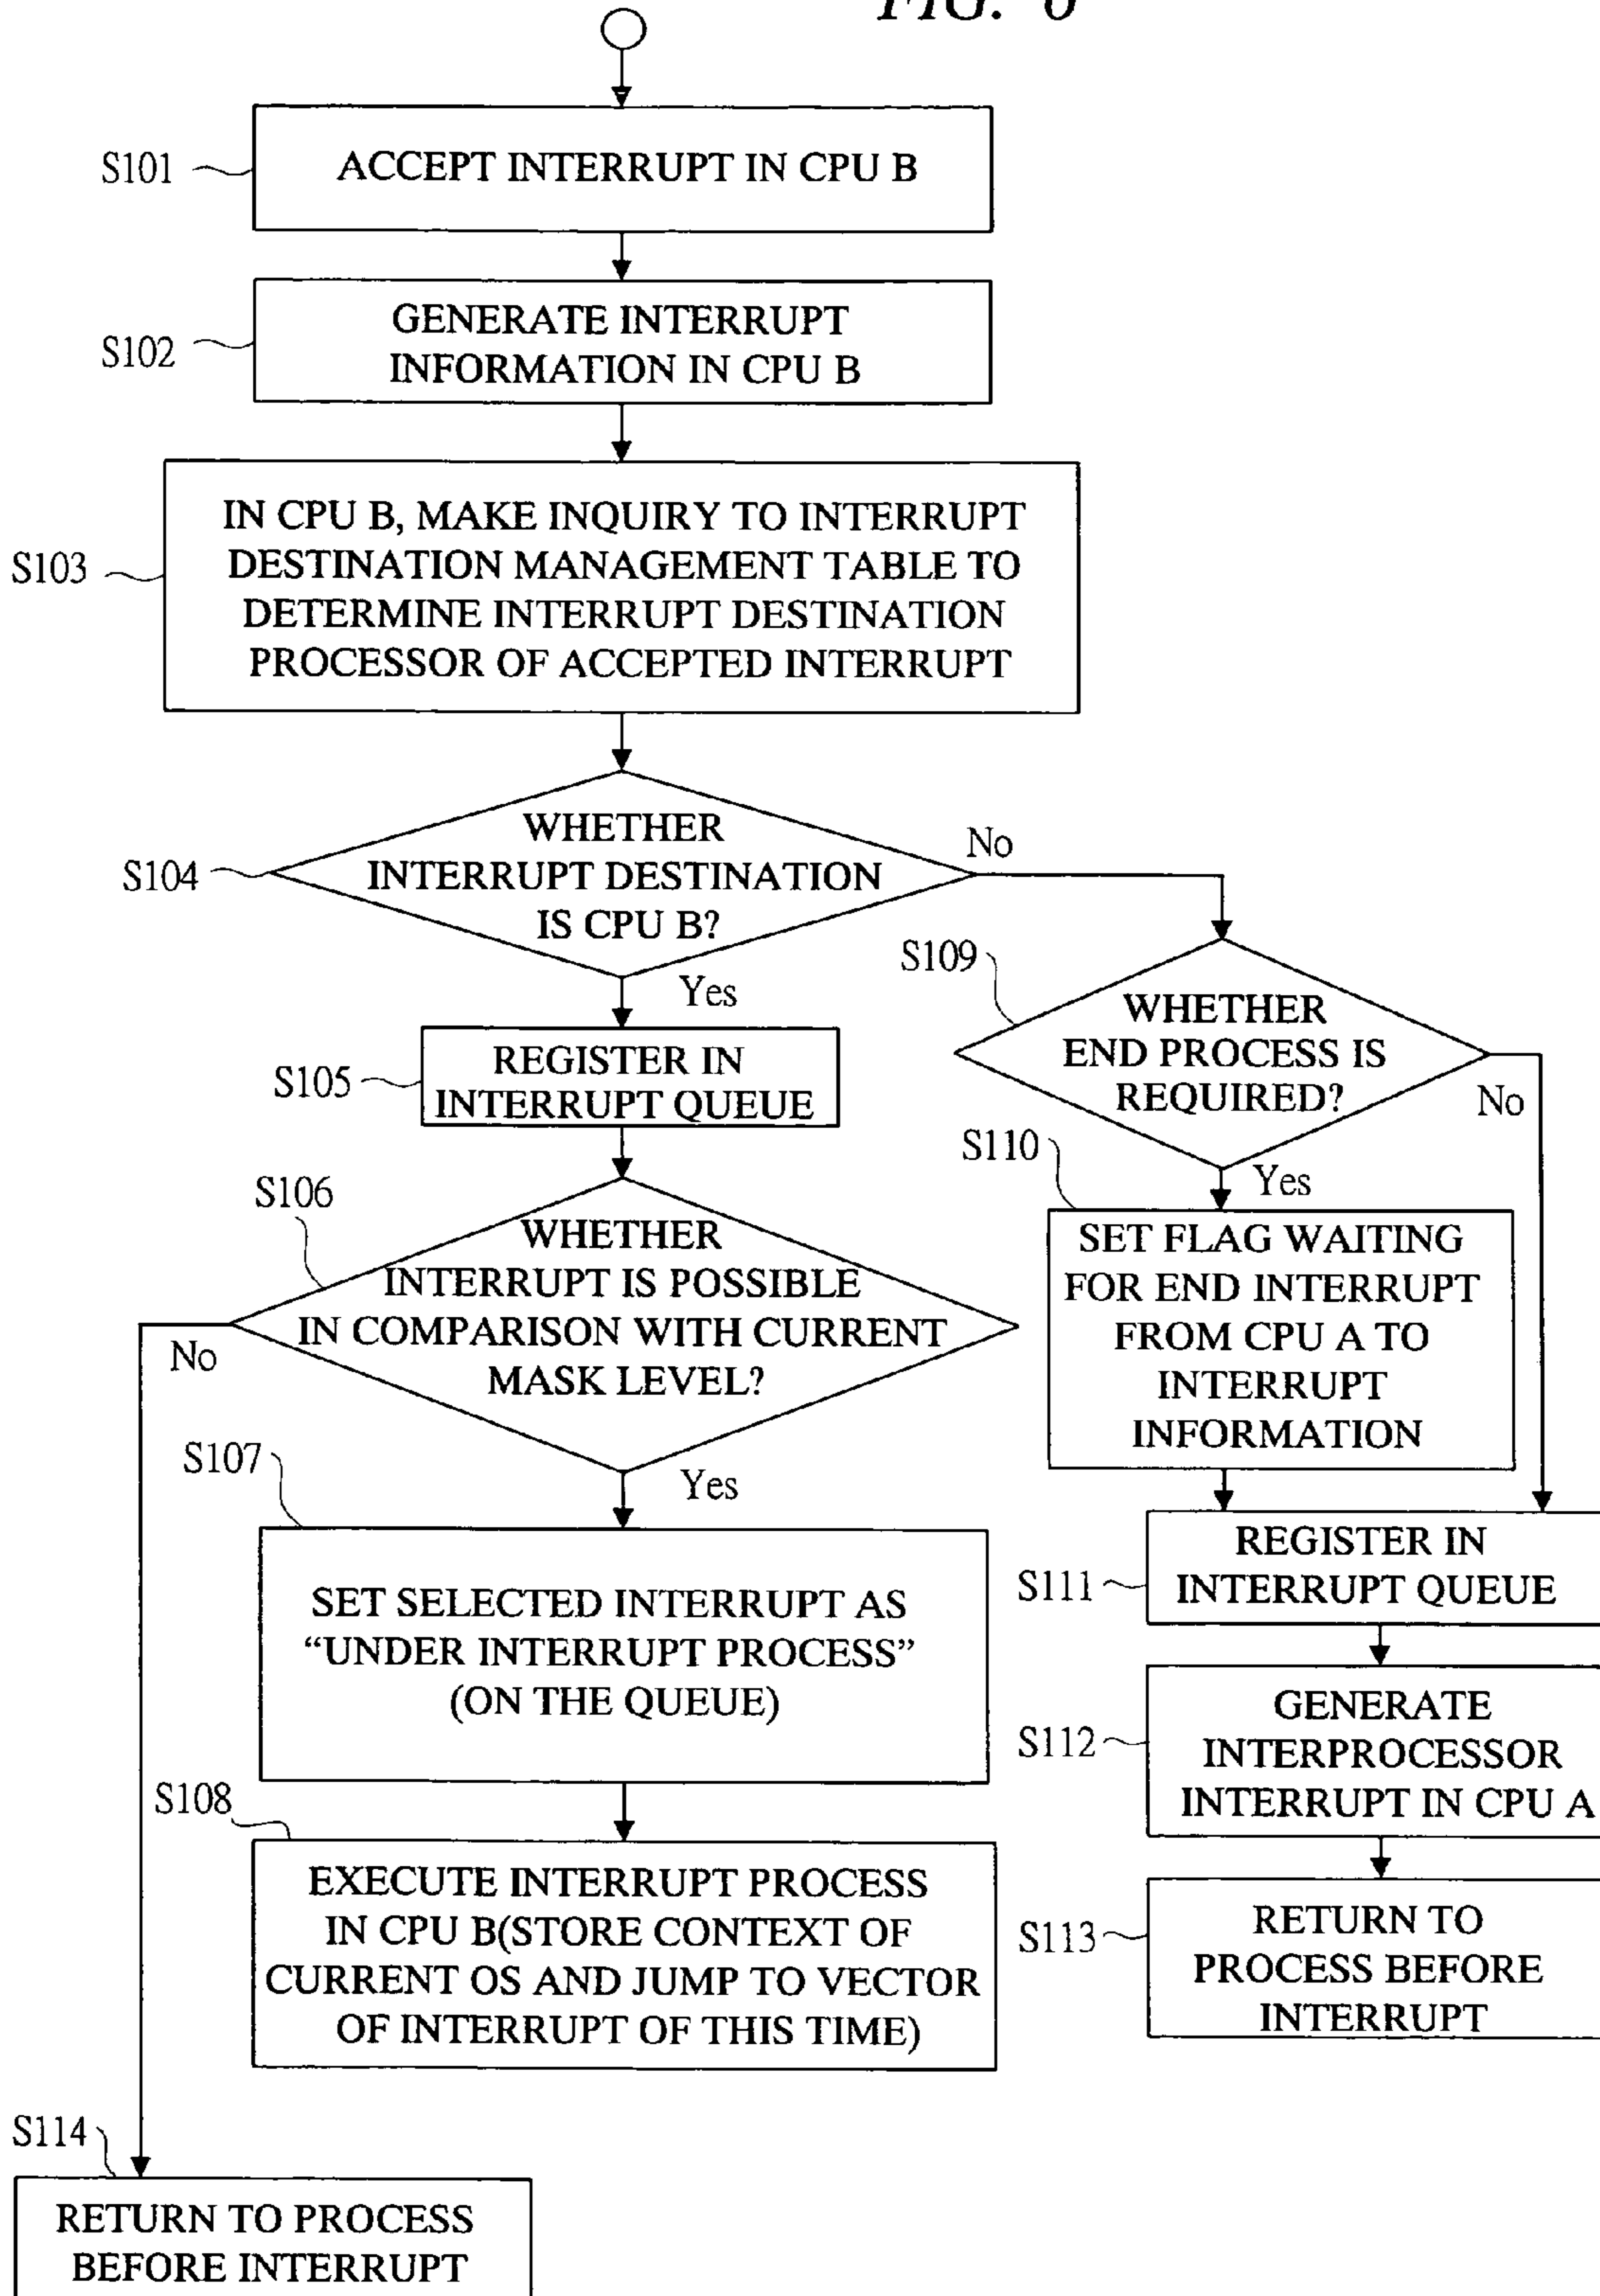 FIG. 6
S101
ACCEPT INTERRUPT IN CPU B
S102
GENERATE INTERRUPT
INFORMATION IN CPU B
S103
IN CPU B, MAKE INQUIRY TO INTERRUPT
DESTINATION MANAGEMENT TABLE TO
DETERMINE INTERRUPT DESTINATION
PROCESSOR OF ACCEPTED INTERRUPT
S104
WHETHER
INTERRUPT DESTINATION
IS CPU B?
No
Yes
S105
REGISTER IN
INTERRUPT QUEUE
S106
WHETHER
INTERRUPT IS POSSIBLE
IN COMPARISON WITH CURRENT
MASK LEVEL?
No
Yes
S107
SET SELECTED INTERRUPT AS
“UNDER INTERRUPT PROCESS”
(ON THE QUEUE)
S108
EXECUTE INTERRUPT PROCESS
IN CPU B(STORE CONTEXT OF
CURRENT OS AND JUMP TO VECTOR
OF INTERRUPT OF THIS TIME)
S109
WHETHER
END PROCESS IS
REQUIRED?
No
Yes
S110
SET FLAG WAITING
FOR END INTERRUPT
FROM CPU A TO
INTERRUPT
INFORMATION
S111
REGISTER IN
INTERRUPT QUEUE
S112
GENERATE
INTERPROCESSOR
INTERRUPT IN CPU A
S113
RETURN TO
PROCESS BEFORE
INTERRUPT
S114
RETURN TO PROCESS
BEFORE INTERRUPT